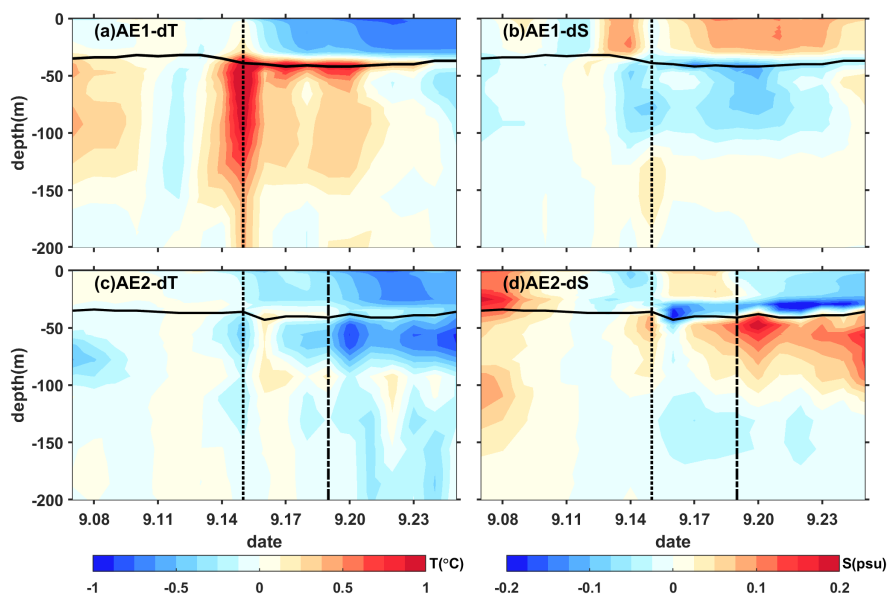 (a)AE1-dT
(b)AE1-dS
0
-50
-100
-150
-200
depth(m)
(c)AE2-dT
(d)AE2-dS
0
-50
-100
-150
-200
depth(m)
9.08 9.11 9.14 9.17 9.20 9.23
9.08 9.11 9.14 9.17 9.20 9.23
date
date
T(°C)
-1 -0.5 0 0.5 1
S(psu)
-0.2 -0.1 0 0.1 0.2